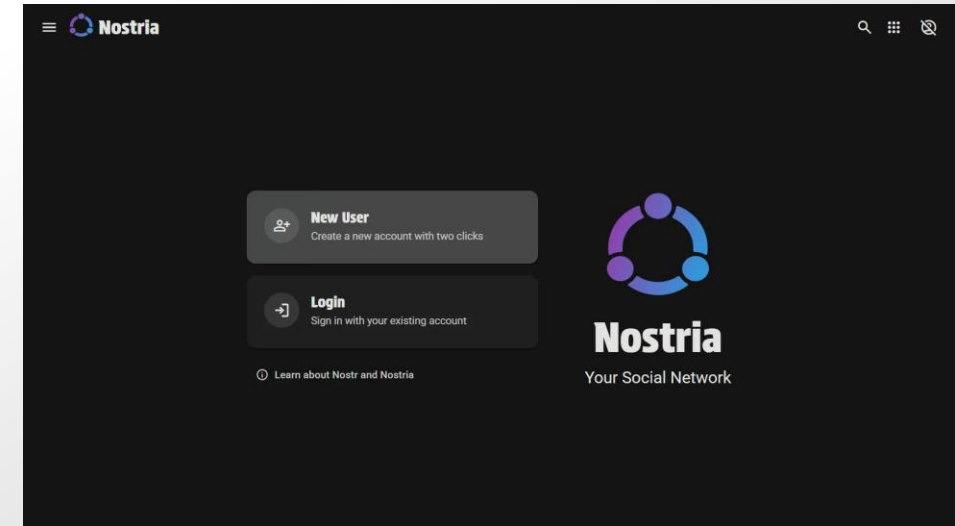 Nostria
New User
Create a new account with two clicks
Login
Sign in with your existing account
Learn about Nostr and Nostria
Nostria
Your Social Network